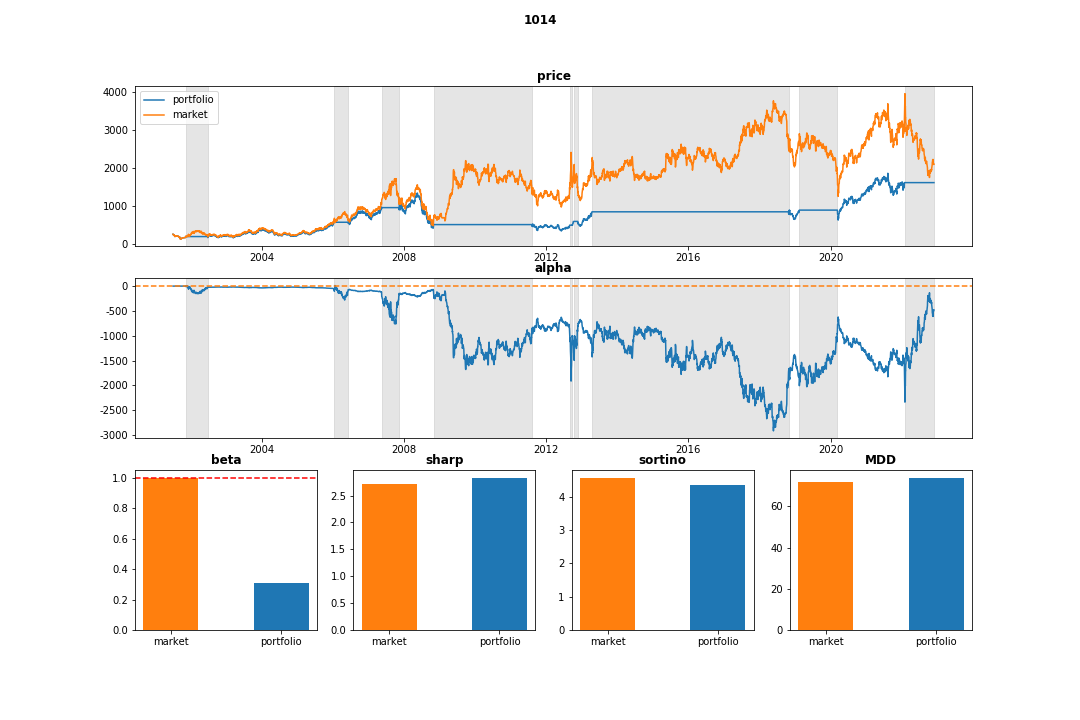 1014
price
portfolio
market
4000
3000
2000
1000
0
2004 2008 2012 2016 2020
alpha
0
-500
-1000
-1500
-2000
-2500
-3000
2004 2008 2012 2016 2020
beta
1.0
0.8
0.6
0.4
0.2
0.0
market portfolio
sharp
2.5
2.0
1.5
1.0
0.5
0.0
market portfolio
sortino
4
3
2
1
0
market portfolio
MDD
60
40
20
0
market portfolio